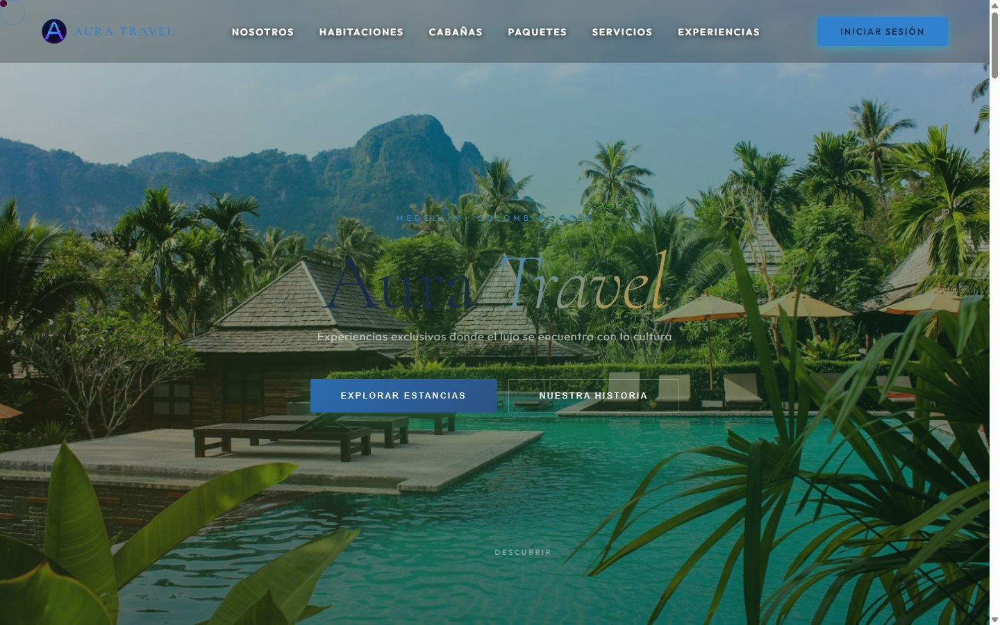 AURA TRAVEL
NOSOTROS
HABITACIONES
CABAÑAS
PAQUETES
SERVICIOS
EXPERIENCIAS
INICIAR SESIÓN
MEDELLÍN · COLOMBIA
Aura Travel
Experiencias exclusivas donde el lujo se encuentra con la cultura
EXPLORAR ESTANCIAS
NUESTRA HISTORIA
DESCUBRIR